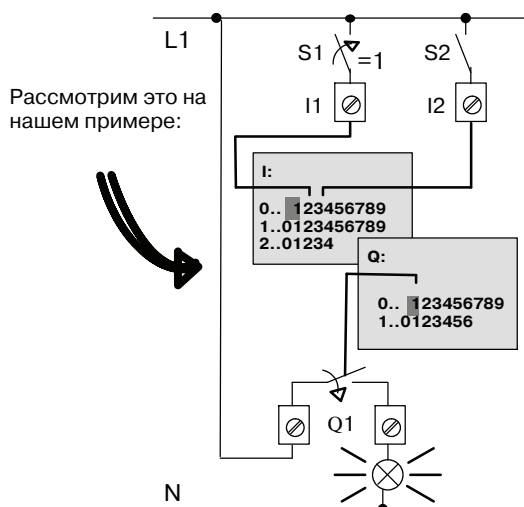 L1
S1
=1
S2
Рассмотрим это на
нашем примере:
I1
I2
I:
0.. 123456789
1..0123456789
2..01234
Q:
0.. 123456789
1..0123456
Q1
N